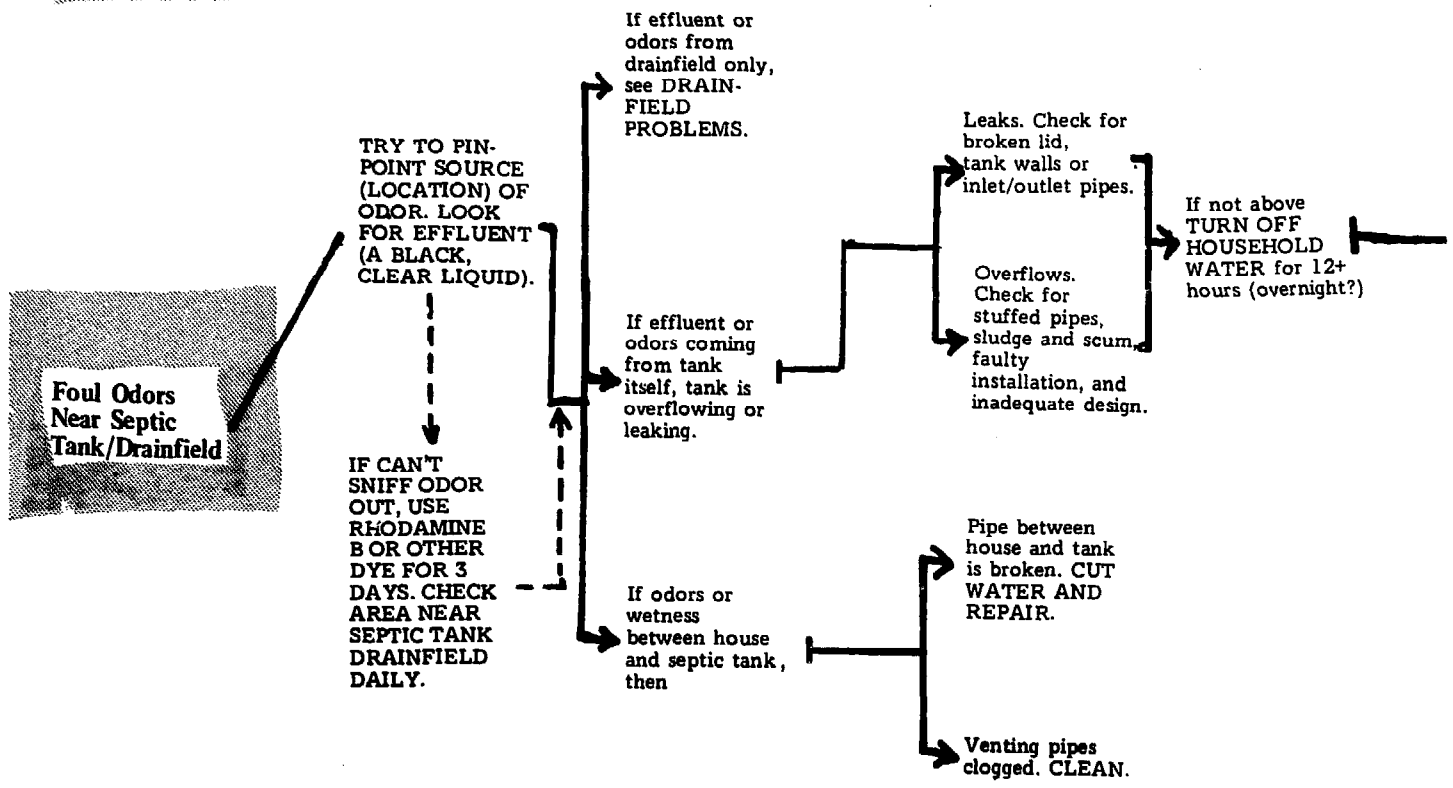 Foul Odors
Near Septic
Tank/Drainfield
TRY TO PIN-
POINT SOURCE
(LOCATION) OF
ODOR. LOOK
FOR EFFLUENT
(A BLACK,
CLEAR LIQUID).
IF CAN'T
SNIFF ODOR
OUT, USE
RHODAMINE
B OR OTHER
DYE FOR 3
DAYS. CHECK
AREA NEAR
SEPTIC TANK
DRAINFIELD
DAILY.
If effluent or
odors from
drainfield only,
see DRAIN-
FIELD
PROBLEMS.
If effluent or
odors coming
from tank
itself, tank is
overflowing or
leaking.
If odors or
wetness
between house
and septic tank,
then
Leaks. Check for
broken lid,
tank walls or
inlet/outlet pipes.
Overflows.
Check for
stuffed pipes,
sludge and scum,
faulty
installation, and
inadequate design.
If not above
TURN OFF
HOUSEHOLD
WATER for 12+
hours (overnight?)
Pipe between
house and tank
is broken. CUT
WATER AND
REPAIR.
Venting pipes
clogged. CLEAN.